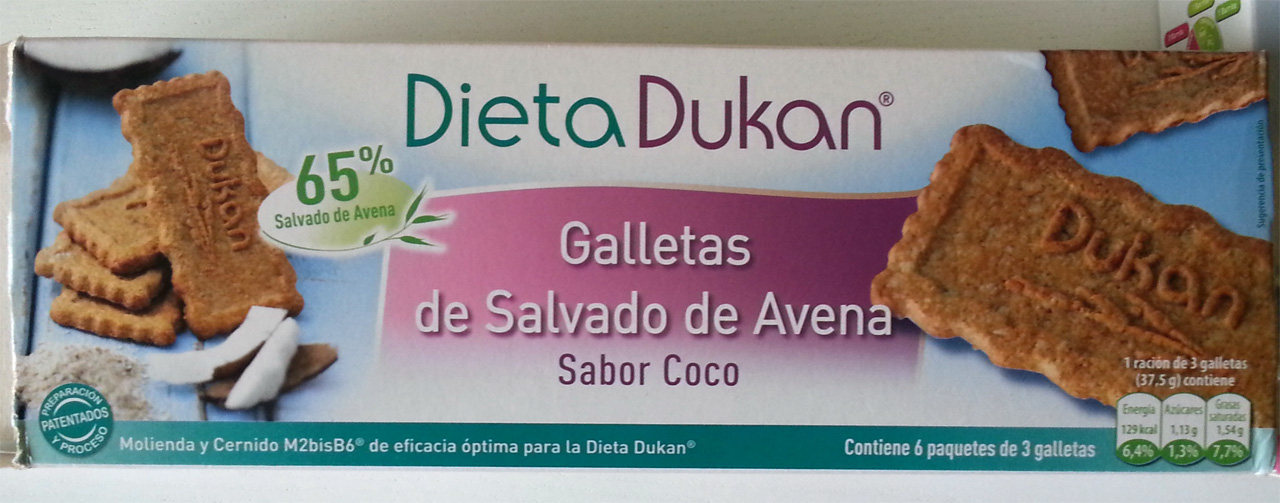 Dieta Dukan®
65%
Salvado de Avena
Dukan
Galletas
de Salvado de Avena
Sabor Coco
Dukan
Sugerencia de presentación
1 ración de 3 galletas
(37,5 g) contiene
Energía
129 kcal
6,4%
Azúcares
1,13 g
1,3%
Grasas
saturadas
1,54 g
7,7%
PREPARACIÓN
PATENTADOS
Y PROCESO
Molienda y Cernido M2bisB6® de eficacia óptima para la Dieta Dukan®
Contiene 6 paquetes de 3 galletas